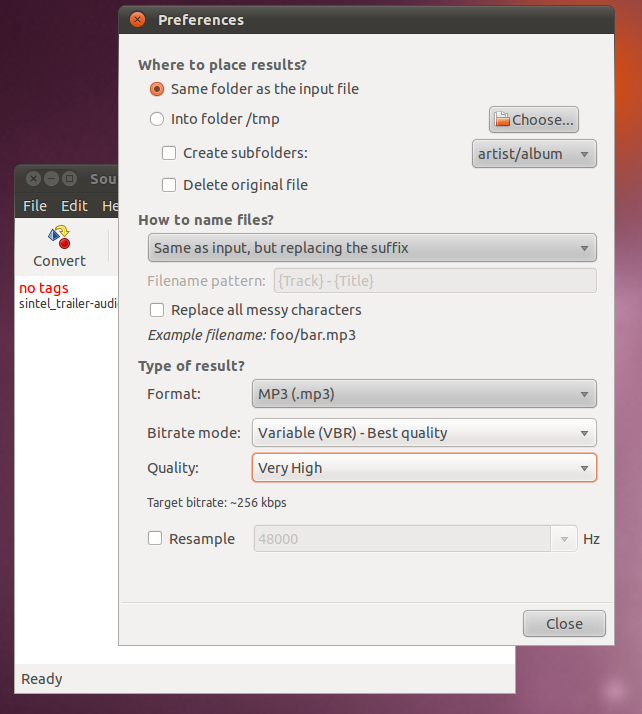 Preferences
Where to place results?
Same folder as the input file
Into folder /tmp
Choose...
Create subfolders:
artist/album
Delete original file
How to name files?
Same as input, but replacing the suffix
Filename pattern:
{Track} - {Title}
Replace all messy characters
Example filename: foo/bar.mp3
Type of result?
Format:
MP3 (.mp3)
Bitrate mode:
Variable (VBR) - Best quality
Quality:
Very High
Target bitrate: ~256 kbps
Resample
48000
Hz
Close
Sou
File Edit He
Convert
no tags
sintel_trailer-audi
Ready